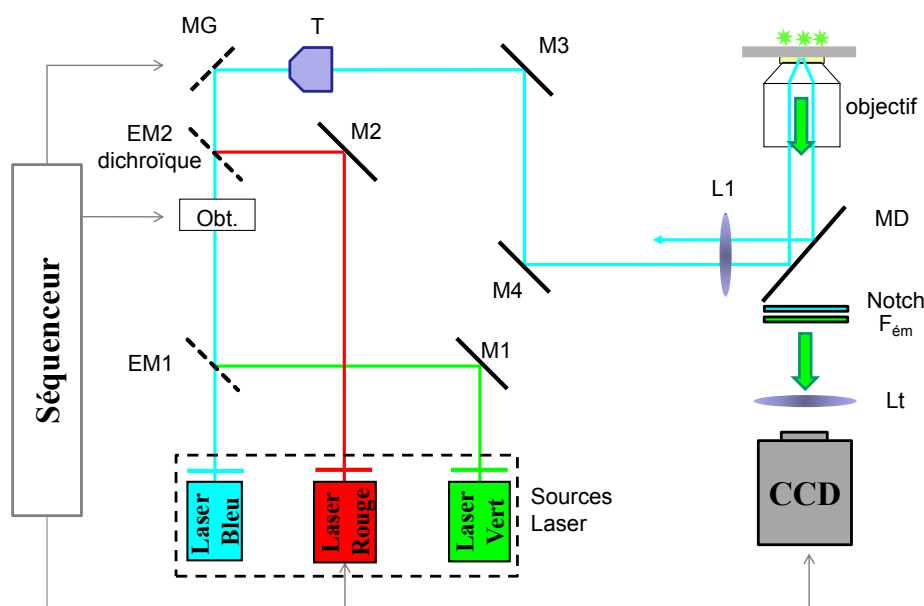 MG
T
M3
EM2
dichroïque
M2
objectif
Obt.
L1
MD
Séquenceur
M4
Notch
Fém
EM1
M1
Lt
Laser
Bleu
Laser
Rouge
Laser
Vert
Sources
Laser
CCD